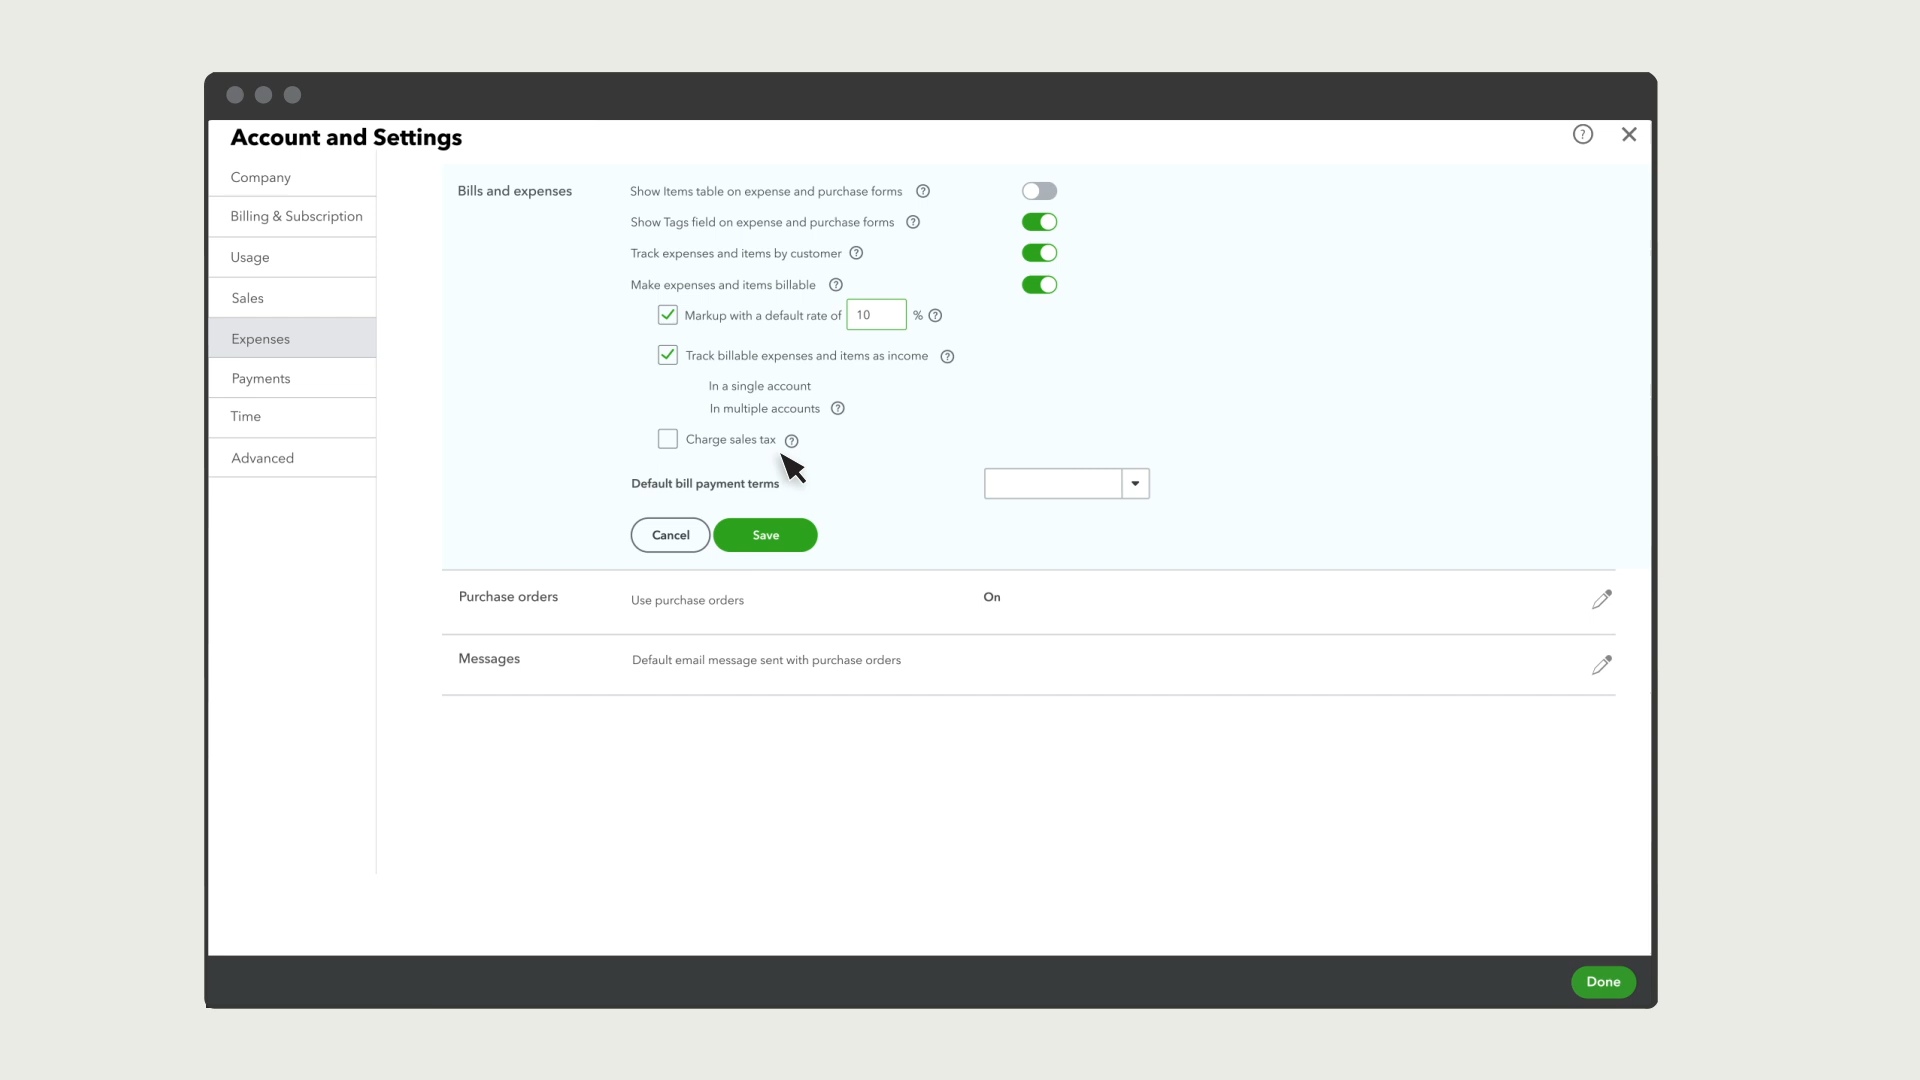 Account and Settings
?
Company
Billing & Subscription
Usage
Sales
Expenses
Payments
Time
Advanced
Bills and expenses
Show Items table on expense and purchase forms ?
Show Tags field on expense and purchase forms ?
Track expenses and items by customer ?
Make expenses and items billable ?
Markup with a default rate of 10 % ?
Track billable expenses and items as income ?
In a single account
In multiple accounts ?
Charge sales tax ?
Default bill payment terms
Cancel Save
Purchase orders Use purchase orders On
Messages Default email message sent with purchase orders
Done